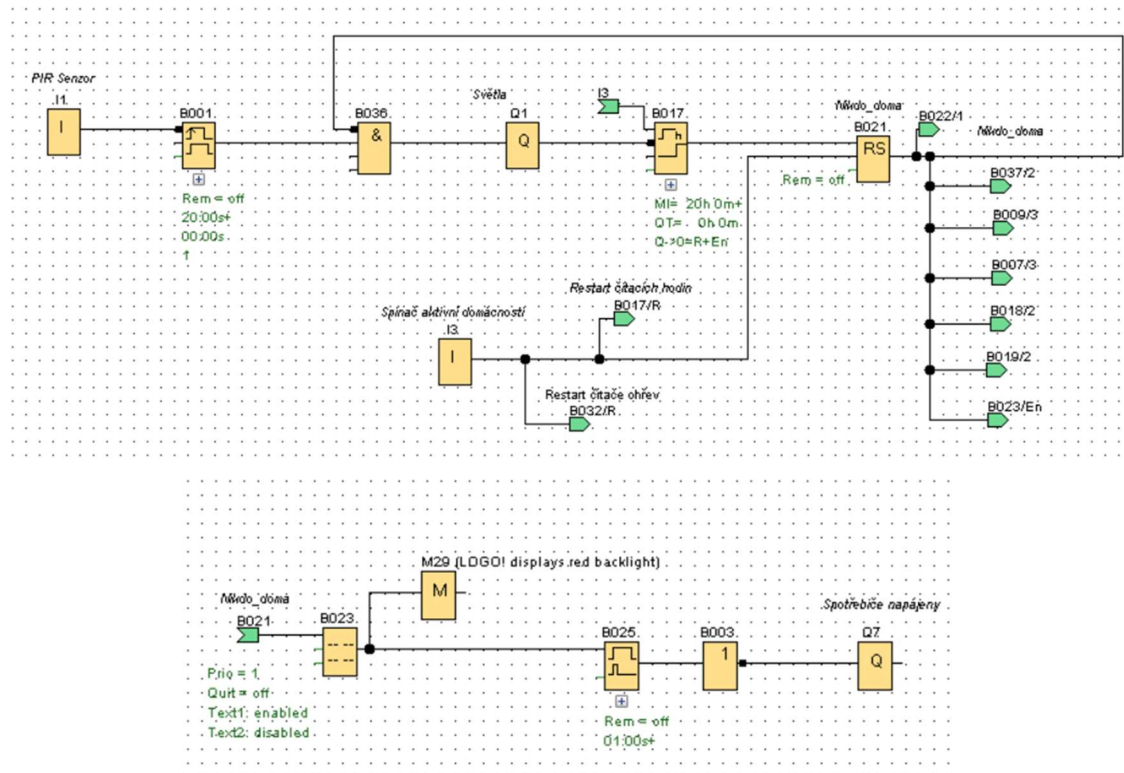 PIR Senzor
I1
I
B001
Rem = off
20:00s+
00:00s
1
B036
&
Světla
Q1
Q
I3
B017
MI= 20h 0m+
OT= 0h 0m
Q->0=R+En
Nikdo_doma
B021
RS
Rem = off
B022/1
Nikdo_doma
B037/2
B009/3
B007/3
B018/2
B019/2
B023/En
Restart čítacích hodin
B017/R
Spínač aktivní domácností
I3
I
Restart čítače ohřev
B032/R
M29 (LOGO! displays red backlight)
M
Nikdo_doma
B021
B023
Prio = 1
Quit = off
Text1: enabled
Text2: disabled
B025
Rem = off
01:00s+
B003
1
Spotřebiče napájeny
Q7
Q